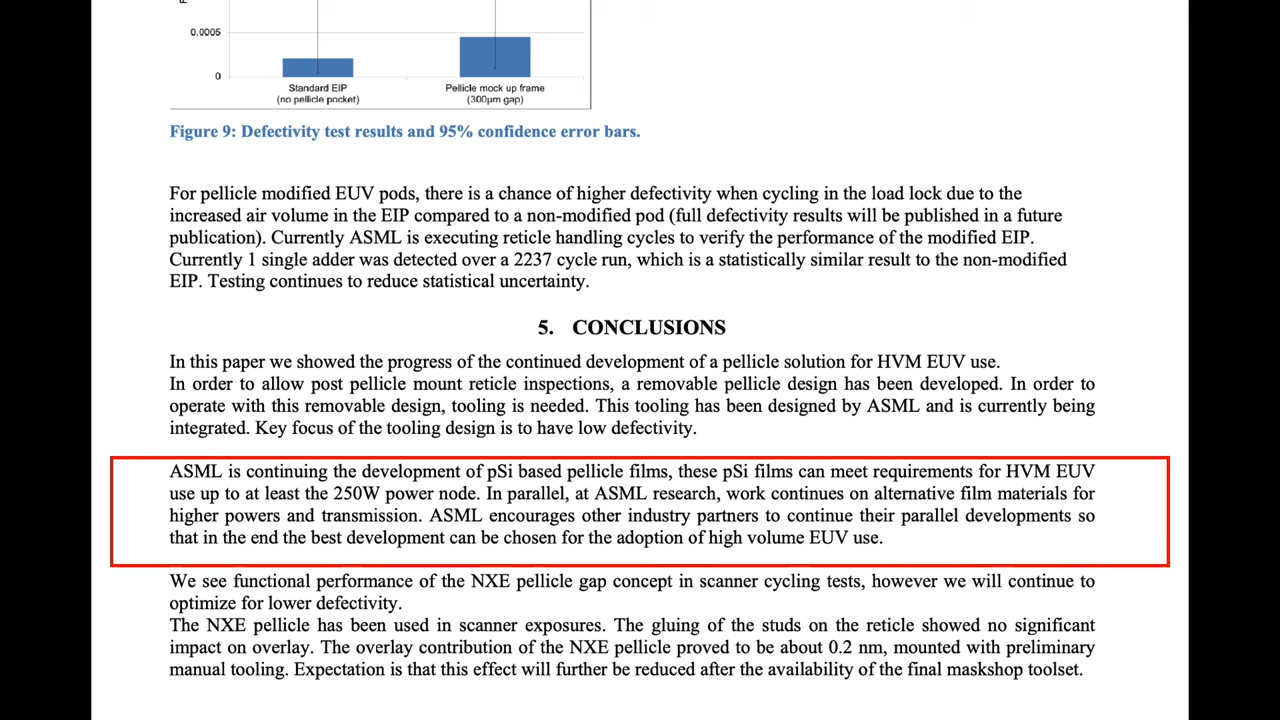 0.0005
0
Standard EIP
(no pellicle pocket)
Pellicle mock up frame
(300µm gap)
Figure 9: Defectivity test results and 95% confidence error bars.
For pellicle modified EUV pods, there is a chance of higher defectivity when cycling in the load lock due to the
increased air volume in the EIP compared to a non-modified pod (full defectivity results will be published in a future
publication). Currently ASML is executing reticle handling cycles to verify the performance of the modified EIP.
Currently 1 single adder was detected over a 2237 cycle run, which is a statistically similar result to the non-modified
EIP. Testing continues to reduce statistical uncertainty.
5. CONCLUSIONS
In this paper we showed the progress of the continued development of a pellicle solution for HVM EUV use.
In order to allow post pellicle mount reticle inspections, a removable pellicle design has been developed. In order to
operate with this removable design, tooling is needed. This tooling has been designed by ASML and is currently being
integrated. Key focus of the tooling design is to have low defectivity.
ASML is continuing the development of pSi based pellicle films, these pSi films can meet requirements for HVM EUV
use up to at least the 250W power node. In parallel, at ASML research, work continues on alternative film materials for
higher powers and transmission. ASML encourages other industry partners to continue their parallel developments so
that in the end the best development can be chosen for the adoption of high volume EUV use.
We see functional performance of the NXE pellicle gap concept in scanner cycling tests, however we will continue to
optimize for lower defectivity.
The NXE pellicle has been used in scanner exposures. The gluing of the studs on the reticle showed no significant
impact on overlay. The overlay contribution of the NXE pellicle proved to be about 0.2 nm, mounted with preliminary
manual tooling. Expectation is that this effect will further be reduced after the availability of the final maskshop toolset.